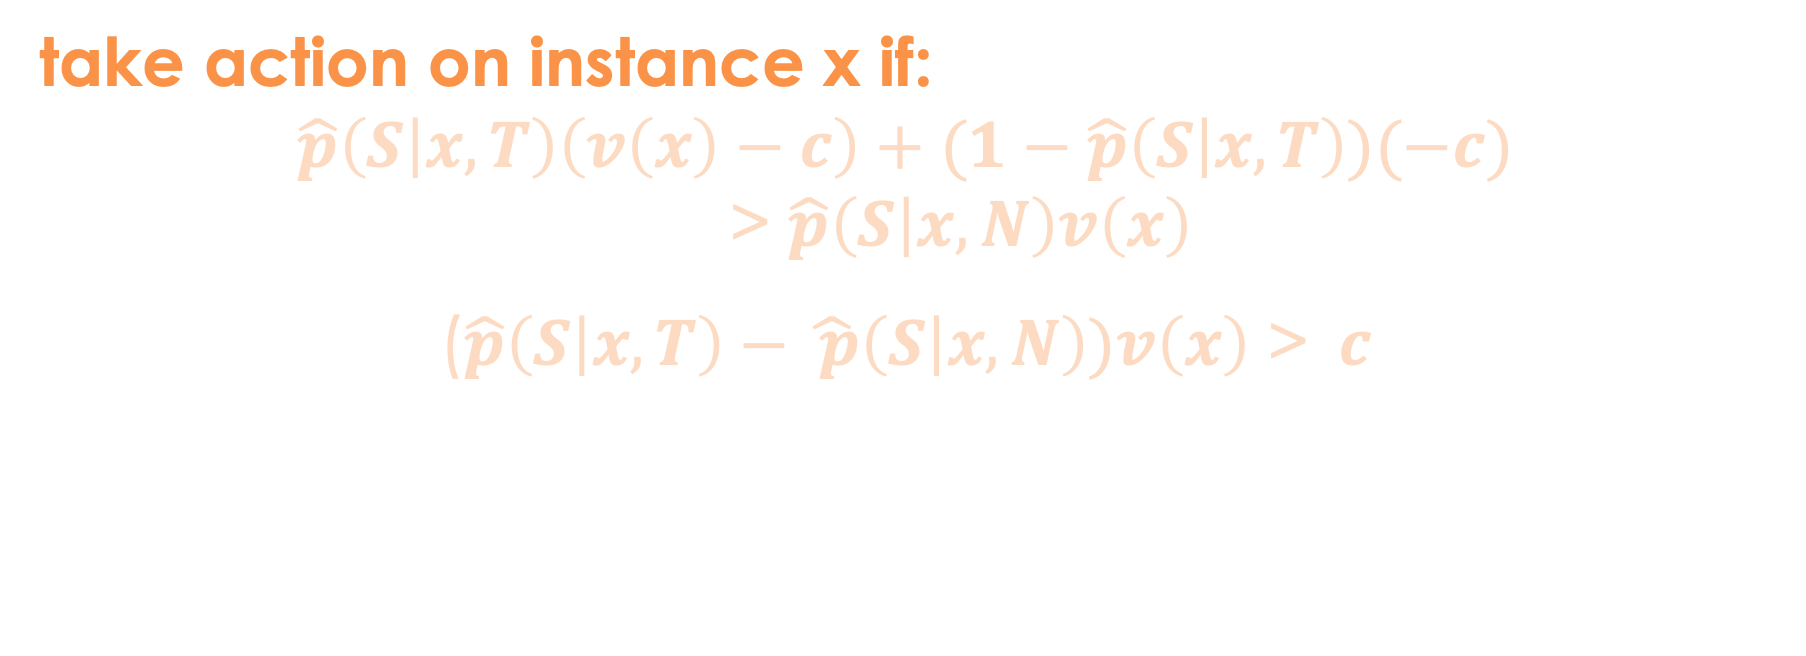 take action on instance x if:
p̂(S|x, T)(v(x) − c) + (1 − p̂(S|x, T))(−c)
> p̂(S|x, N)v(x)
(p̂(S|x, T) − p̂(S|x, N))v(x) > c